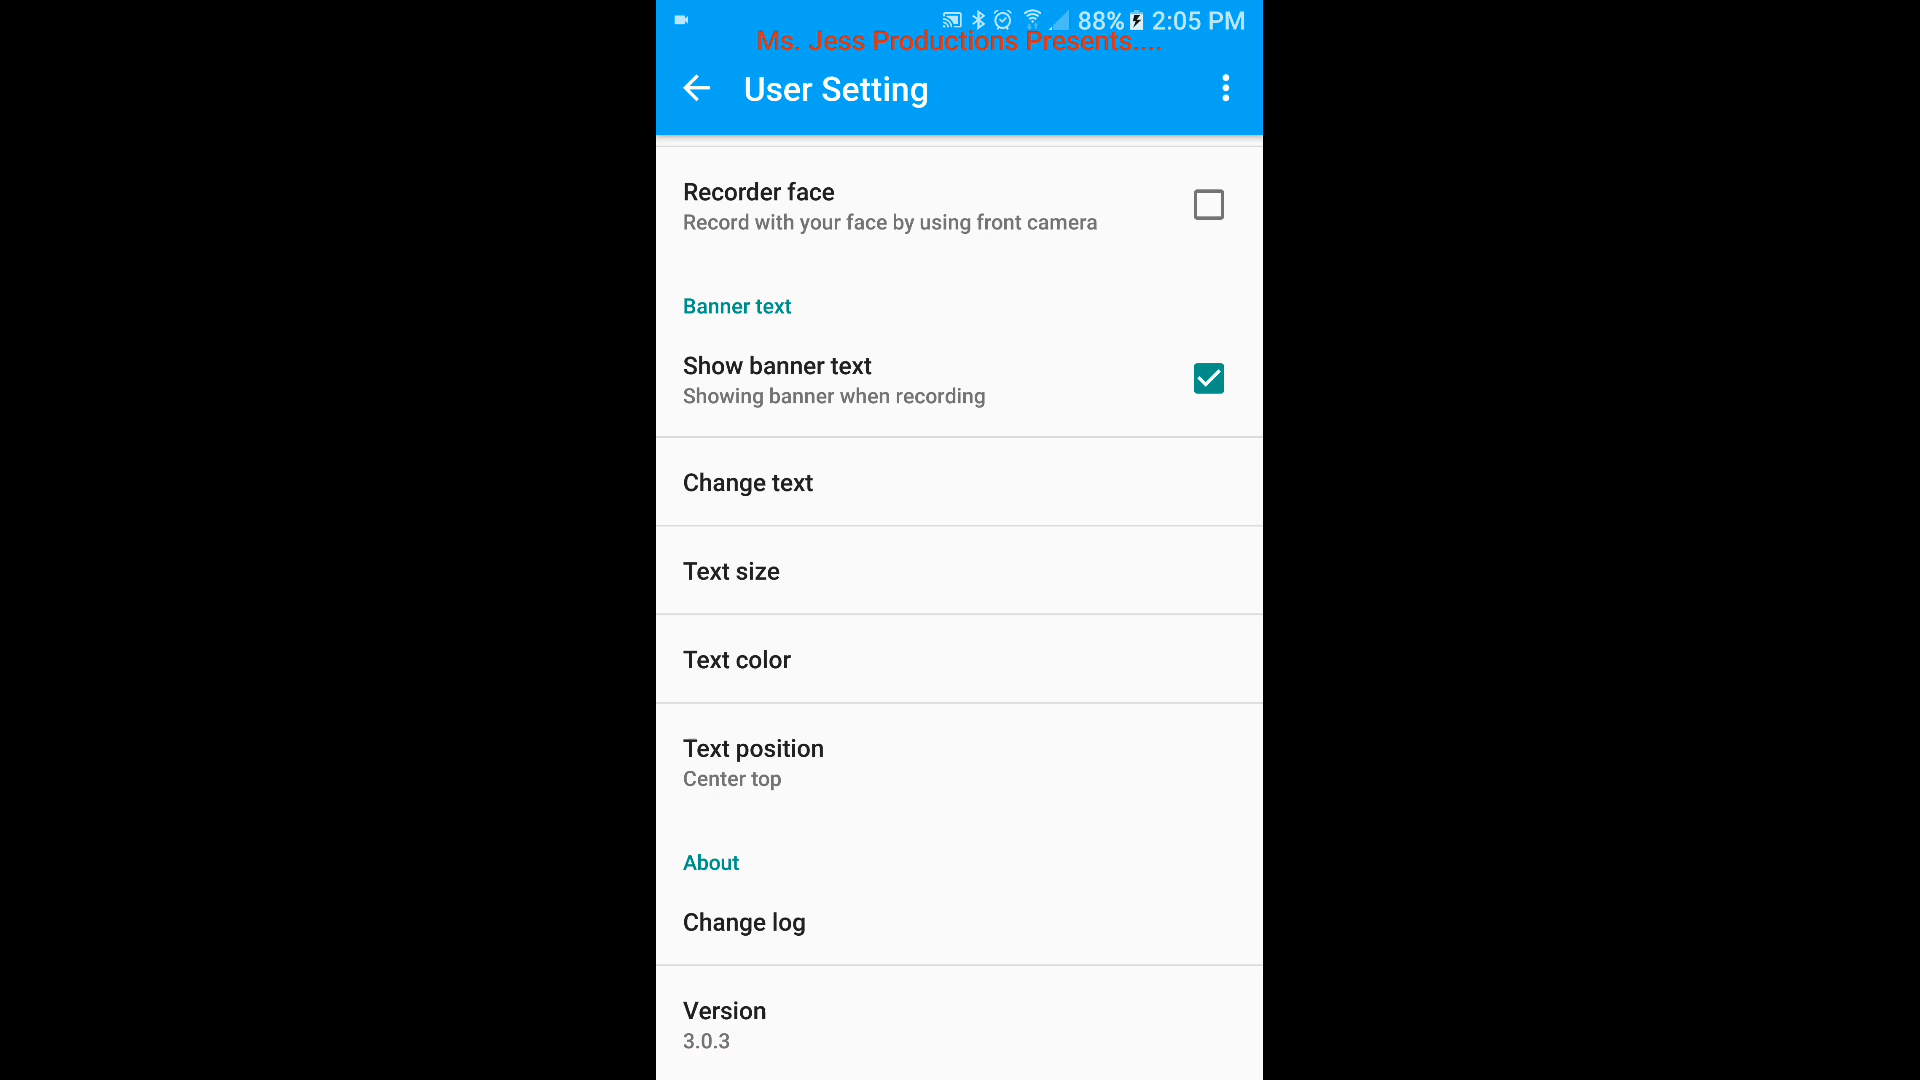 88% 2:05 PM
Ms. Jess Productions Presents....
User Setting
Recorder face
Record with your face by using front camera
Banner text
Show banner text
Showing banner when recording
Change text
Text size
Text color
Text position
Center top
About
Change log
Version
3.0.3